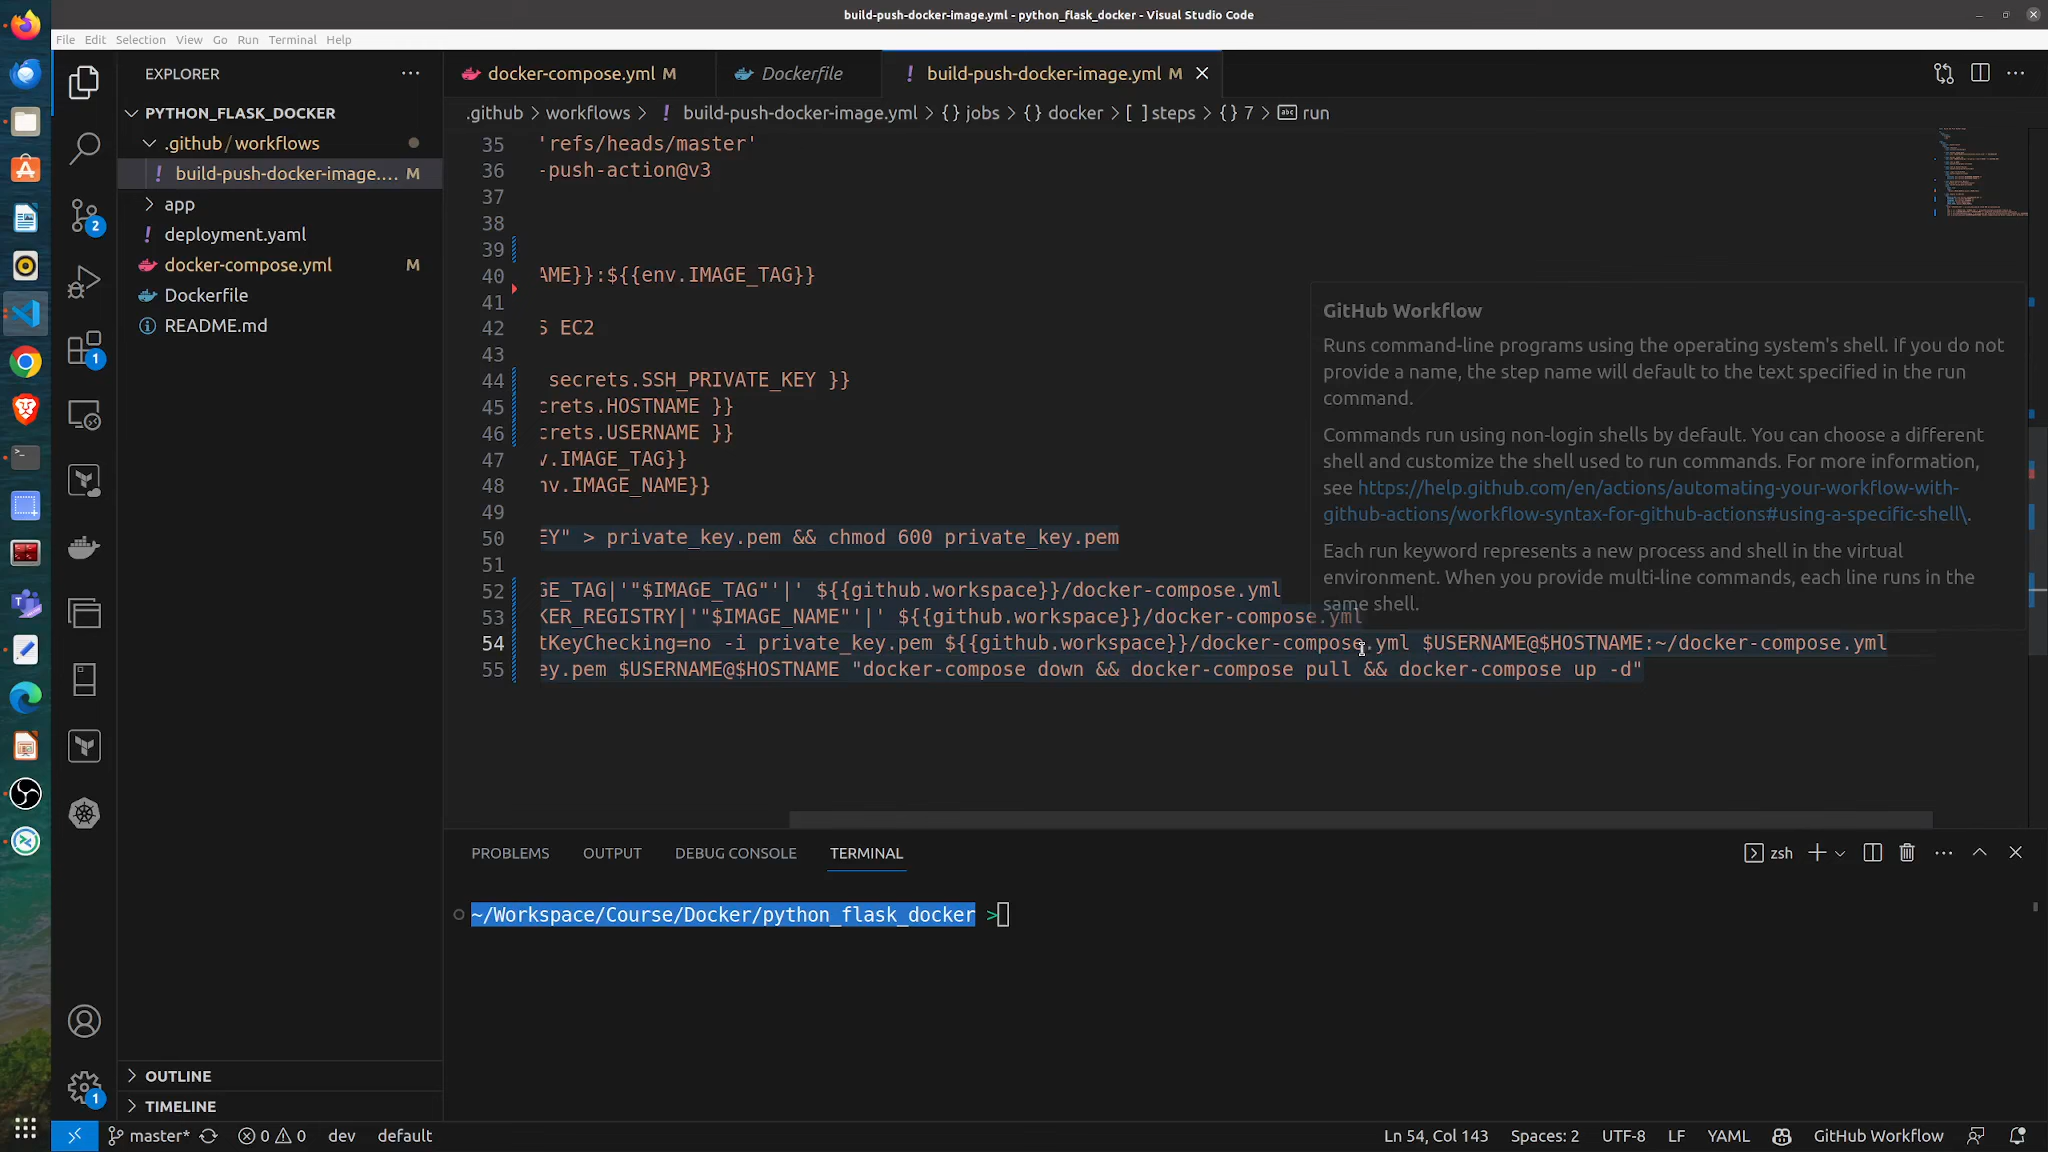 build-push-docker-image.yml - python_flask_docker - Visual Studio Code
File Edit Selection View Go Run Terminal Help
EXPLORER
PYTHON_FLASK_DOCKER
.github / workflows
build-push-docker-image.... M
app
deployment.yaml
docker-compose.yml M
Dockerfile
README.md
OUTLINE
TIMELINE
2
1
1
docker-compose.yml M
Dockerfile
build-push-docker-image.yml M
.github > workflows > ! build-push-docker-image.yml > {} jobs > {} docker > [ ] steps > {} 7 > abc run
35 'refs/heads/master'
36 -push-action@v3
37
38
39
40 AME}}:${{env.IMAGE_TAG}}
41
42 S EC2
43
44 secrets.SSH_PRIVATE_KEY }}
45 crets.HOSTNAME }}
46 crets.USERNAME }}
47 v.IMAGE_TAG}}
48 nv.IMAGE_NAME}}
49
50 EY" > private_key.pem && chmod 600 private_key.pem
51
52 GE_TAG|'"$IMAGE_TAG"'|' ${{github.workspace}}/docker-compose.yml
53 KER_REGISTRY|'"$IMAGE_NAME"'|' ${{github.workspace}}/docker-compose.yml
54 tKeyChecking=no -i private_key.pem ${{github.workspace}}/docker-compose.yml $USERNAME@$HOSTNAME:~/docker-compose.yml
55 ey.pem $USERNAME@$HOSTNAME "docker-compose down && docker-compose pull && docker-compose up -d"
GitHub Workflow
Runs command-line programs using the operating system's shell. If you do not
provide a name, the step name will default to the text specified in the run
command.
Commands run using non-login shells by default. You can choose a different
shell and customize the shell used to run commands. For more information,
see https://help.github.com/en/actions/automating-your-workflow-with-
github-actions/workflow-syntax-for-github-actions#using-a-specific-shell\.
Each run keyword represents a new process and shell in the virtual
environment. When you provide multi-line commands, each line runs in the
same shell.
PROBLEMS OUTPUT DEBUG CONSOLE TERMINAL
zsh
~/Workspace/Course/Docker/python_flask_docker >
master* 0 0 dev default
Ln 54, Col 143 Spaces: 2 UTF-8 LF YAML GitHub Workflow